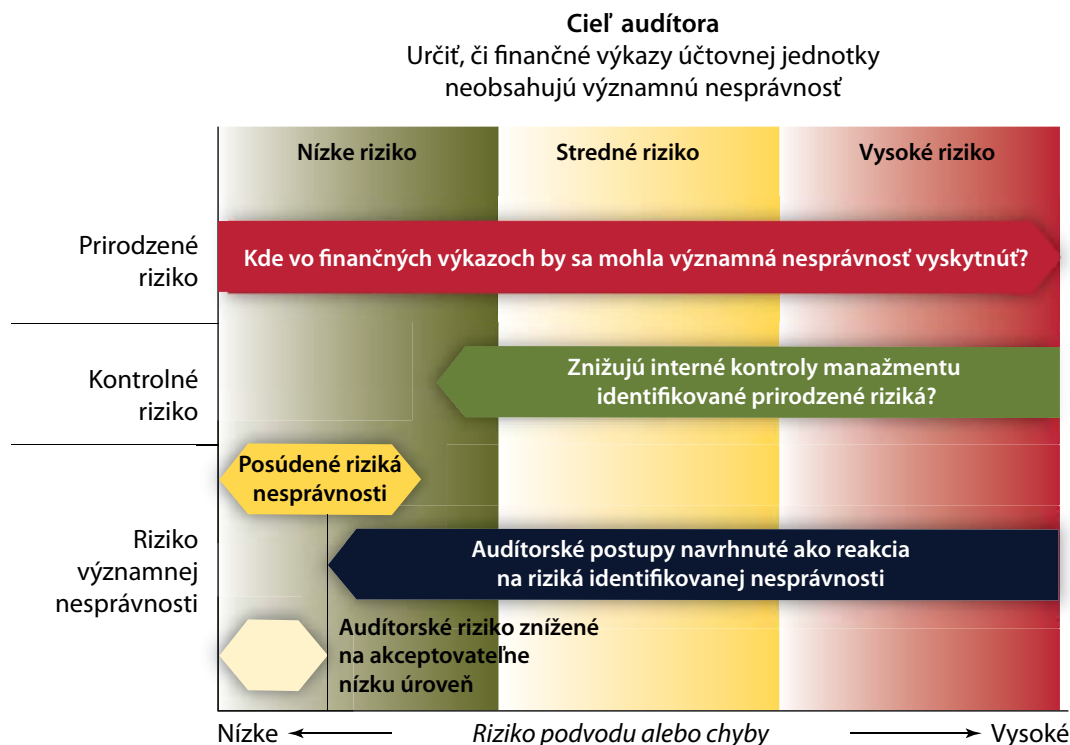 Cieľ audítora
Určiť, či finančné výkazy účtovnej jednotky
neobsahujú významnú nesprávnosť
Nízke riziko
Stredné riziko
Vysoké riziko
Prirodzené
riziko
Kde vo finančných výkazoch by sa mohla významná nesprávnosť vyskytnúť?
Kontrolné
riziko
Znižujú interné kontroly manažmentu
identifikované prirodzené riziká?
Posúdené riziká
nesprávnosti
Riziko
významnej
nesprávnosti
Audítorské postupy navrhnuté ako reakcia
na riziká identifikovanej nesprávnosti
Audítorské riziko znížené
na akceptovateľne
nízku úroveň
Nízke
Riziko podvodu alebo chyby
Vysoké